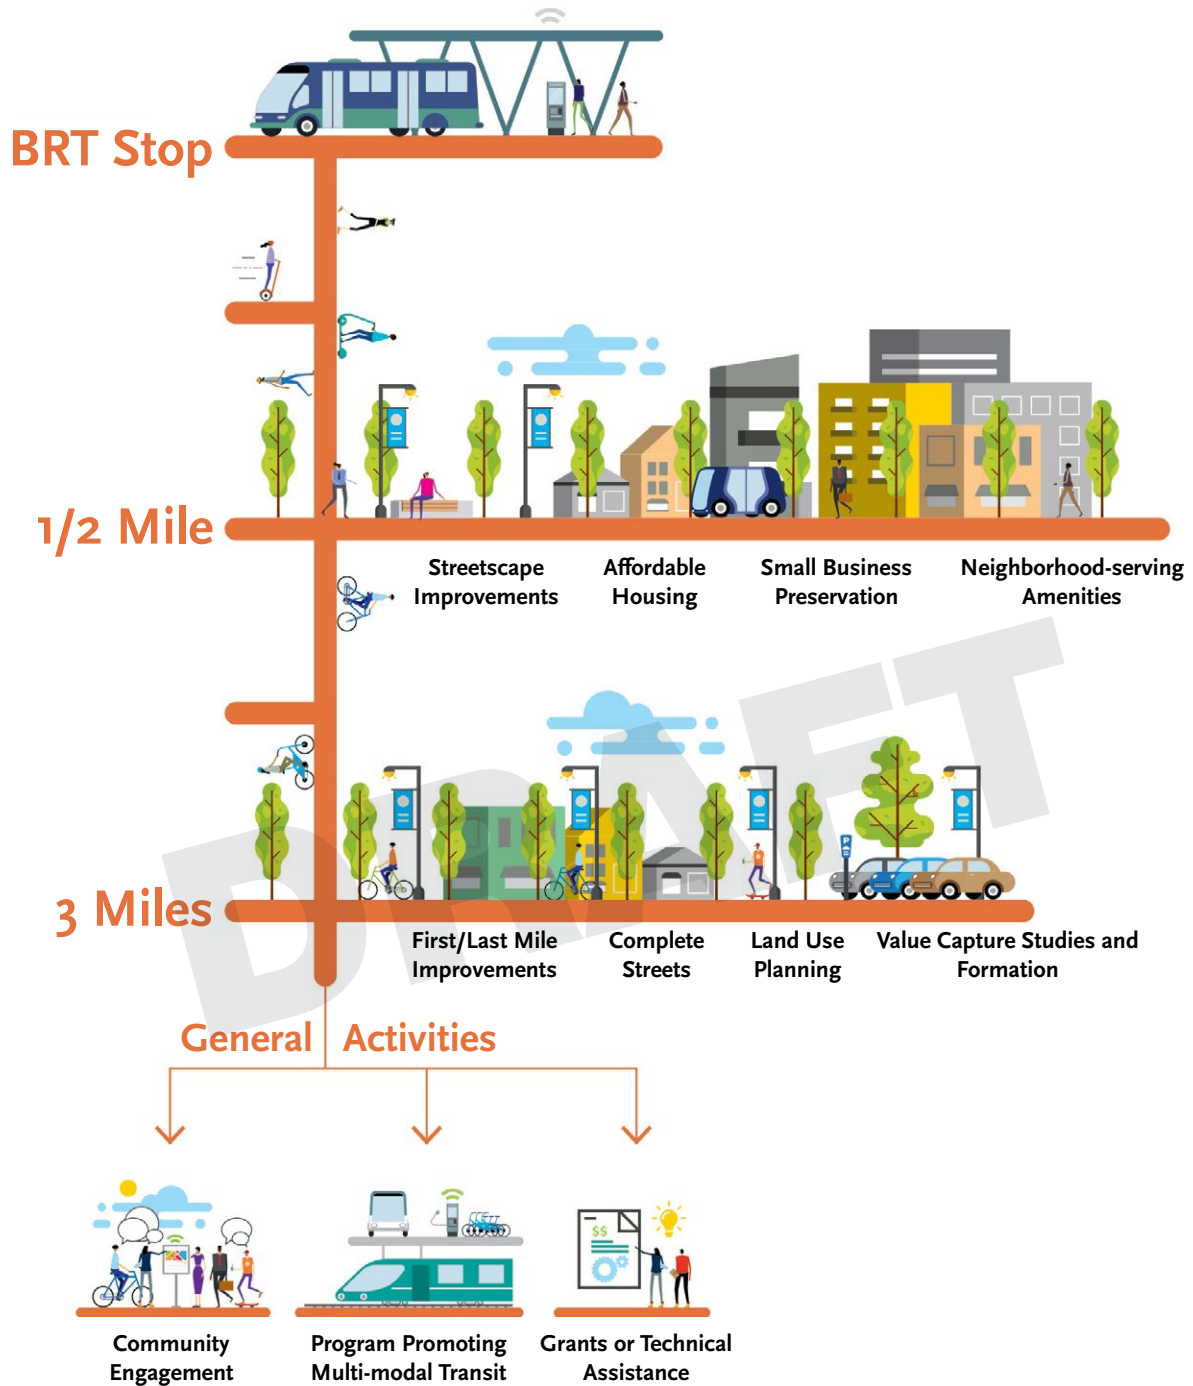 BRT Stop
1/2 Mile
Streetscape
Improvements
Affordable
Housing
Small Business
Preservation
Neighborhood-serving
Amenities
DRAFT
P
3 Miles
First/Last Mile
Improvements
Complete
Streets
Land Use
Planning
Value Capture Studies and
Formation
General Activities
$$
Community
Engagement
Program Promoting
Multi-modal Transit
Grants or Technical
Assistance